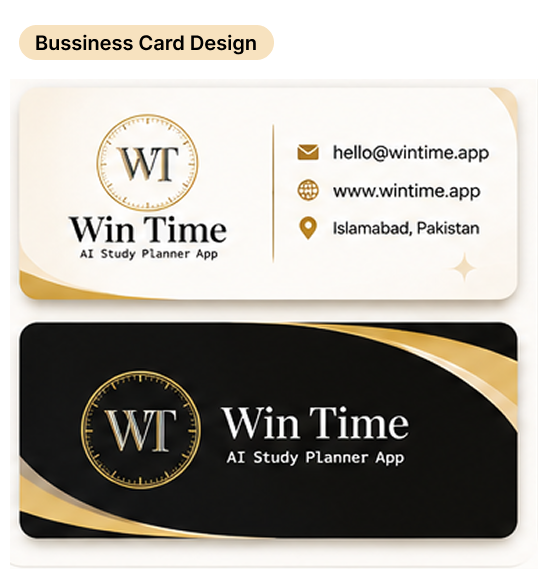 Bussiness Card Design
WT
Win Time
AI Study Planner App
hello@wintime.app
www.wintime.app
Islamabad, Pakistan
WT
Win Time
AI Study Planner App